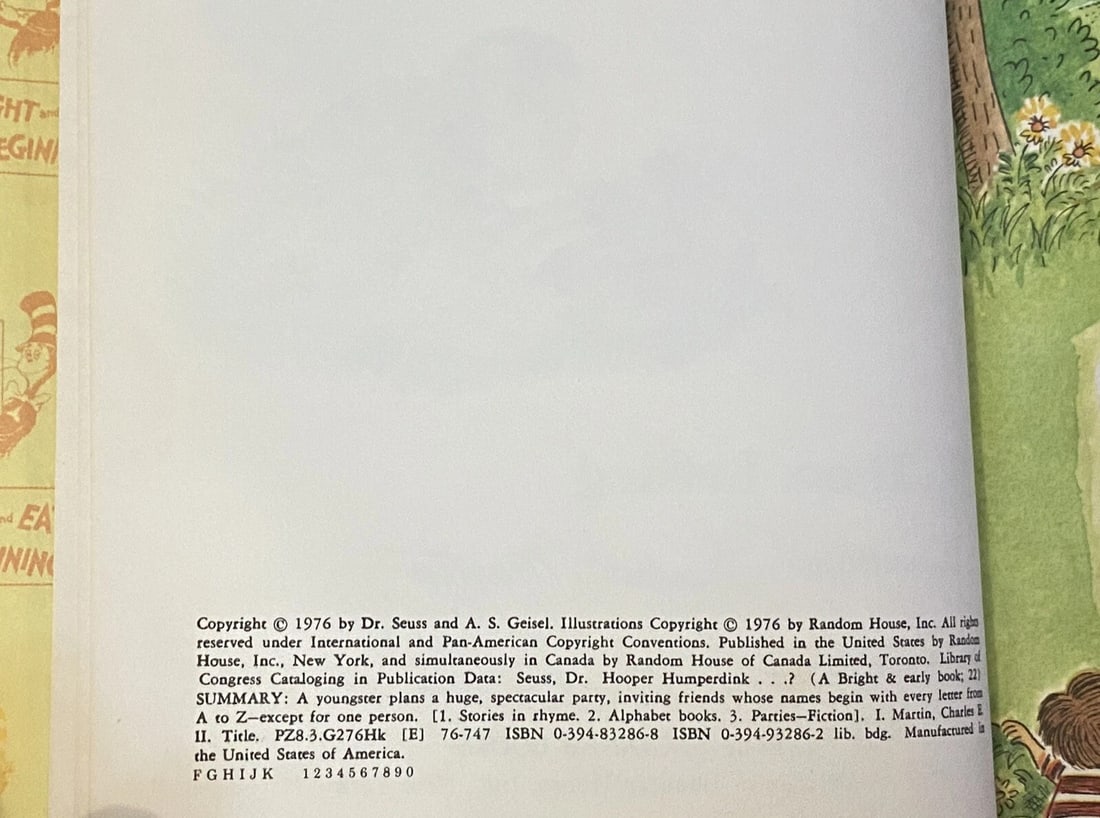 GHT and
EGINN
and EA
NNING
Copyright © 1976 by Dr. Seuss and A. S. Geisel. Illustrations Copyright © 1976 by Random House, Inc. All rights
reserved under International and Pan-American Copyright Conventions. Published in the United States by Random
House, Inc., New York, and simultaneously in Canada by Random House of Canada Limited, Toronto. Library of
Congress Cataloging in Publication Data: Seuss, Dr. Hooper Humperdink . . .? (A Bright & early book; 22)
SUMMARY: A youngster plans a huge, spectacular party, inviting friends whose names begin with every letter from
A to Z—except for one person. [1. Stories in rhyme. 2. Alphabet books. 3. Parties—Fiction]. I. Martin, Charles E.
II. Title. PZ8.3.G276Hk [E] 76-747 ISBN 0-394-83286-8 ISBN 0-394-93286-2 lib. bdg. Manufactured in
the United States of America.
F G H I J K 1 2 3 4 5 6 7 8 9 0